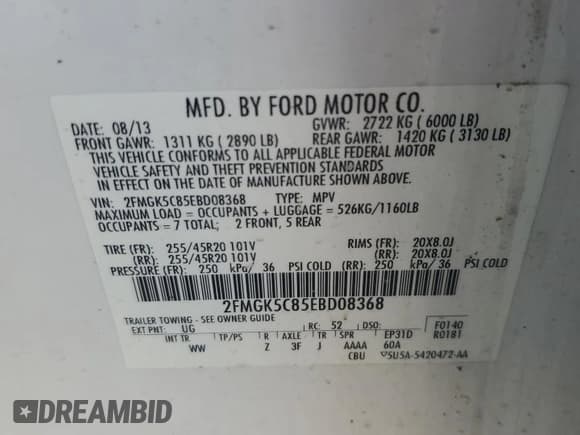 MFD. BY FORD MOTOR CO.
DATE: 08/13 GVWR: 2722 KG ( 6000 LB)
FRONT GAWR: 1311 KG ( 2890 LB) REAR GAWR: 1420 KG ( 3130 LB)
THIS VEHICLE CONFORMS TO ALL APPLICABLE FEDERAL MOTOR
VEHICLE SAFETY AND THEFT PREVENTION STANDARDS
IN EFFECT ON THE DATE OF MANUFACTURE SHOWN ABOVE.
VIN: 2FMGK5C85EBD08368 TYPE: MPV
MAXIMUM LOAD = OCCUPANTS + LUGGAGE = 526KG/1160LB
OCCUPANTS = 7 TOTAL; 2 FRONT, 5 REAR
TIRE (FR): 255/45R20 101V RIMS (FR): 20X8.0J
(RR): 255/45R20 101V (RR): 20X8.0J
PRESSURE (FR): 250 kPa/ 36 PSI COLD (RR): 250 kPa/ 36 PSI COLD
2FMGK5C85EBD08368
TRAILER TOWING - SEE OWNER GUIDE
EXT PNT: UG RC: 52 DSO: F0140
INT TR TP/PS R AXLE TR SPR EP31D R0181
WW Z 3F J AAAA 60A
CBU 5U5A-5420472-AA
DREAMBID